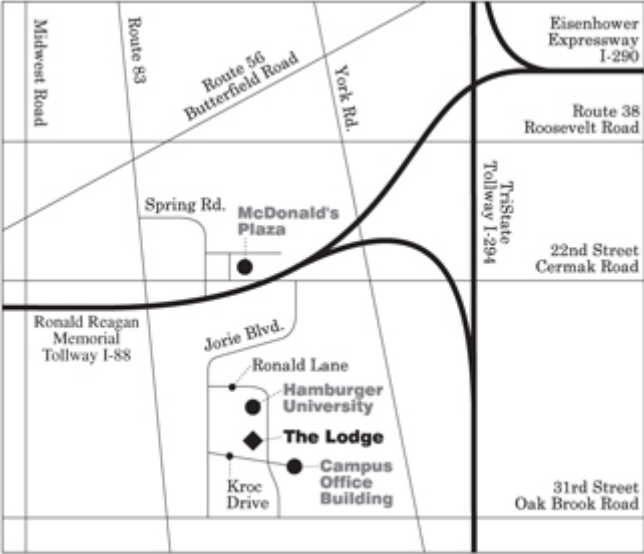 Midwest Road
Route 83
Route 56
Butterfield Road
York Rd.
Eisenhower
Expressway
I-290
Route 38
Roosevelt Road
TriState
Tollway I-294
Spring Rd.
McDonald's
Plaza
22nd Street
Cermak Road
Ronald Reagan
Memorial
Tollway I-88
Jorie Blvd.
Ronald Lane
Hamburger
University
The Lodge
Campus
Office
Building
Kroc
Drive
31rd Street
Oak Brook Road